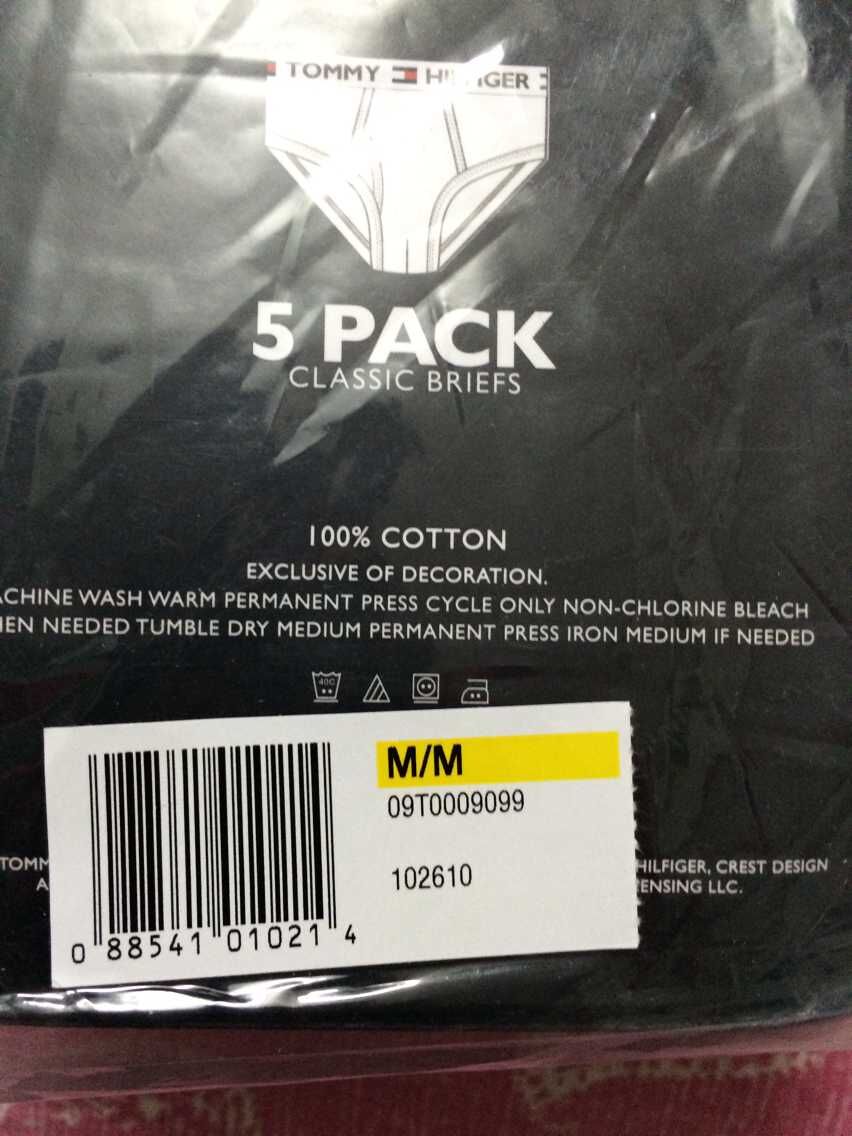 TOMMY HILFIGER
5 PACK
CLASSIC BRIEFS
100% COTTON
EXCLUSIVE OF DECORATION.
ACHINE WASH WARM PERMANENT PRESS CYCLE ONLY NON-CHLORINE BLEACH
HEN NEEDED TUMBLE DRY MEDIUM PERMANENT PRESS IRON MEDIUM IF NEEDED
40C
M/M
09T0009099
102610
TOMM HILFIGER, CREST DESIGN
A ENSING LLC.
0 88541 01021 4